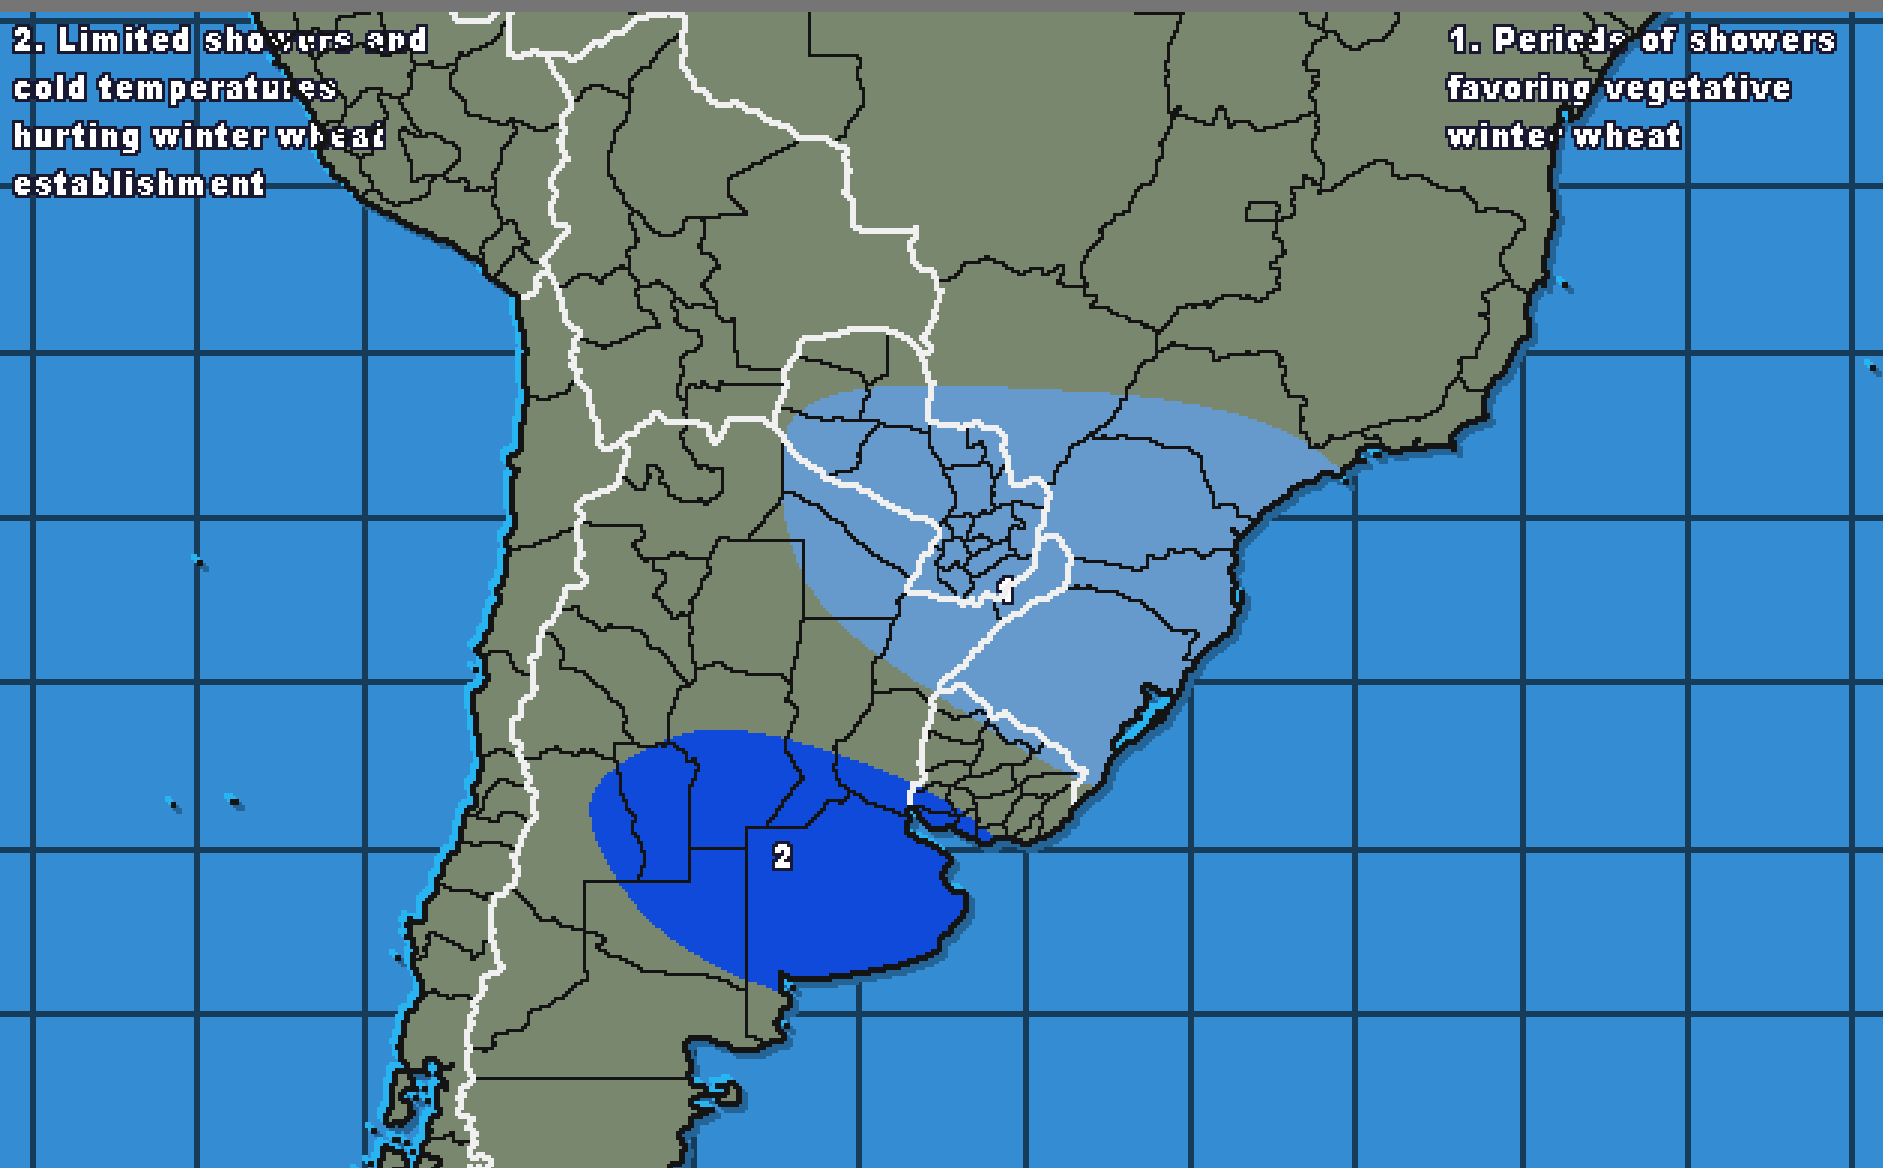 2. Limited showers and
cold temperatures
hurting winter wheat
establishment
1. Periods of showers
favoring vegetative
winter wheat
1
2